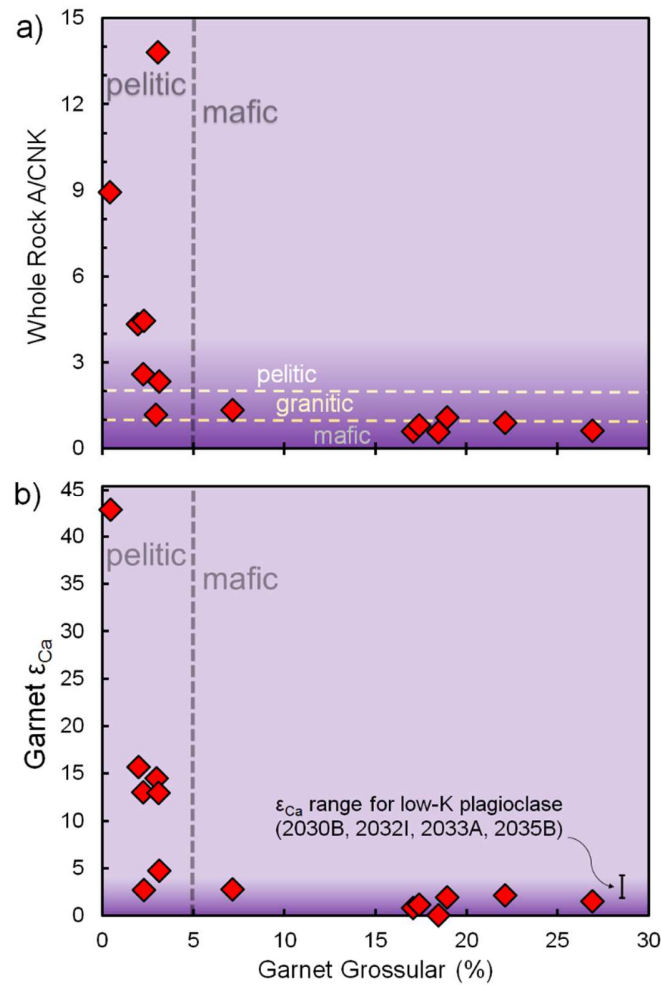 a)
15
12
9
6
3
0
Whole Rock A/CNK
pelitic
mafic
pelitic
granitic
mafic
b)
45
40
35
30
25
20
15
10
5
0
Garnet εCa
pelitic
mafic
εCa range for low-K plagioclase
(2030B, 2032I, 2033A, 2035B)
0 5 10 15 20 25 30
Garnet Grossular (%)